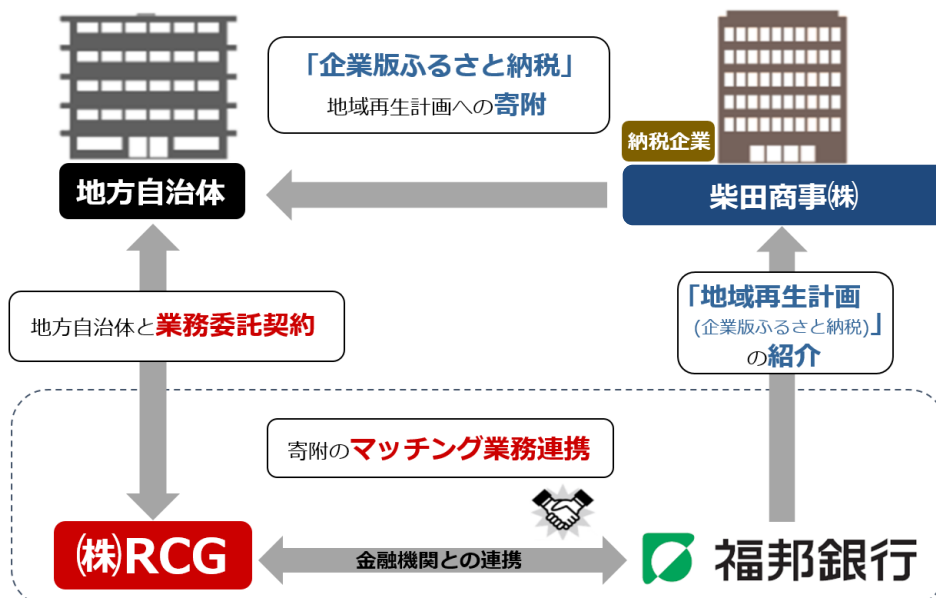 「企業版ふるさと納税」
地域再生計画への寄附
納税企業
地方自治体
柴田商事㈱
地方自治体と業務委託契約
「地域再生計画
(企業版ふるさと納税)」
の紹介
寄附のマッチング業務連携
㈱RCG
金融機関との連携
福邦銀行